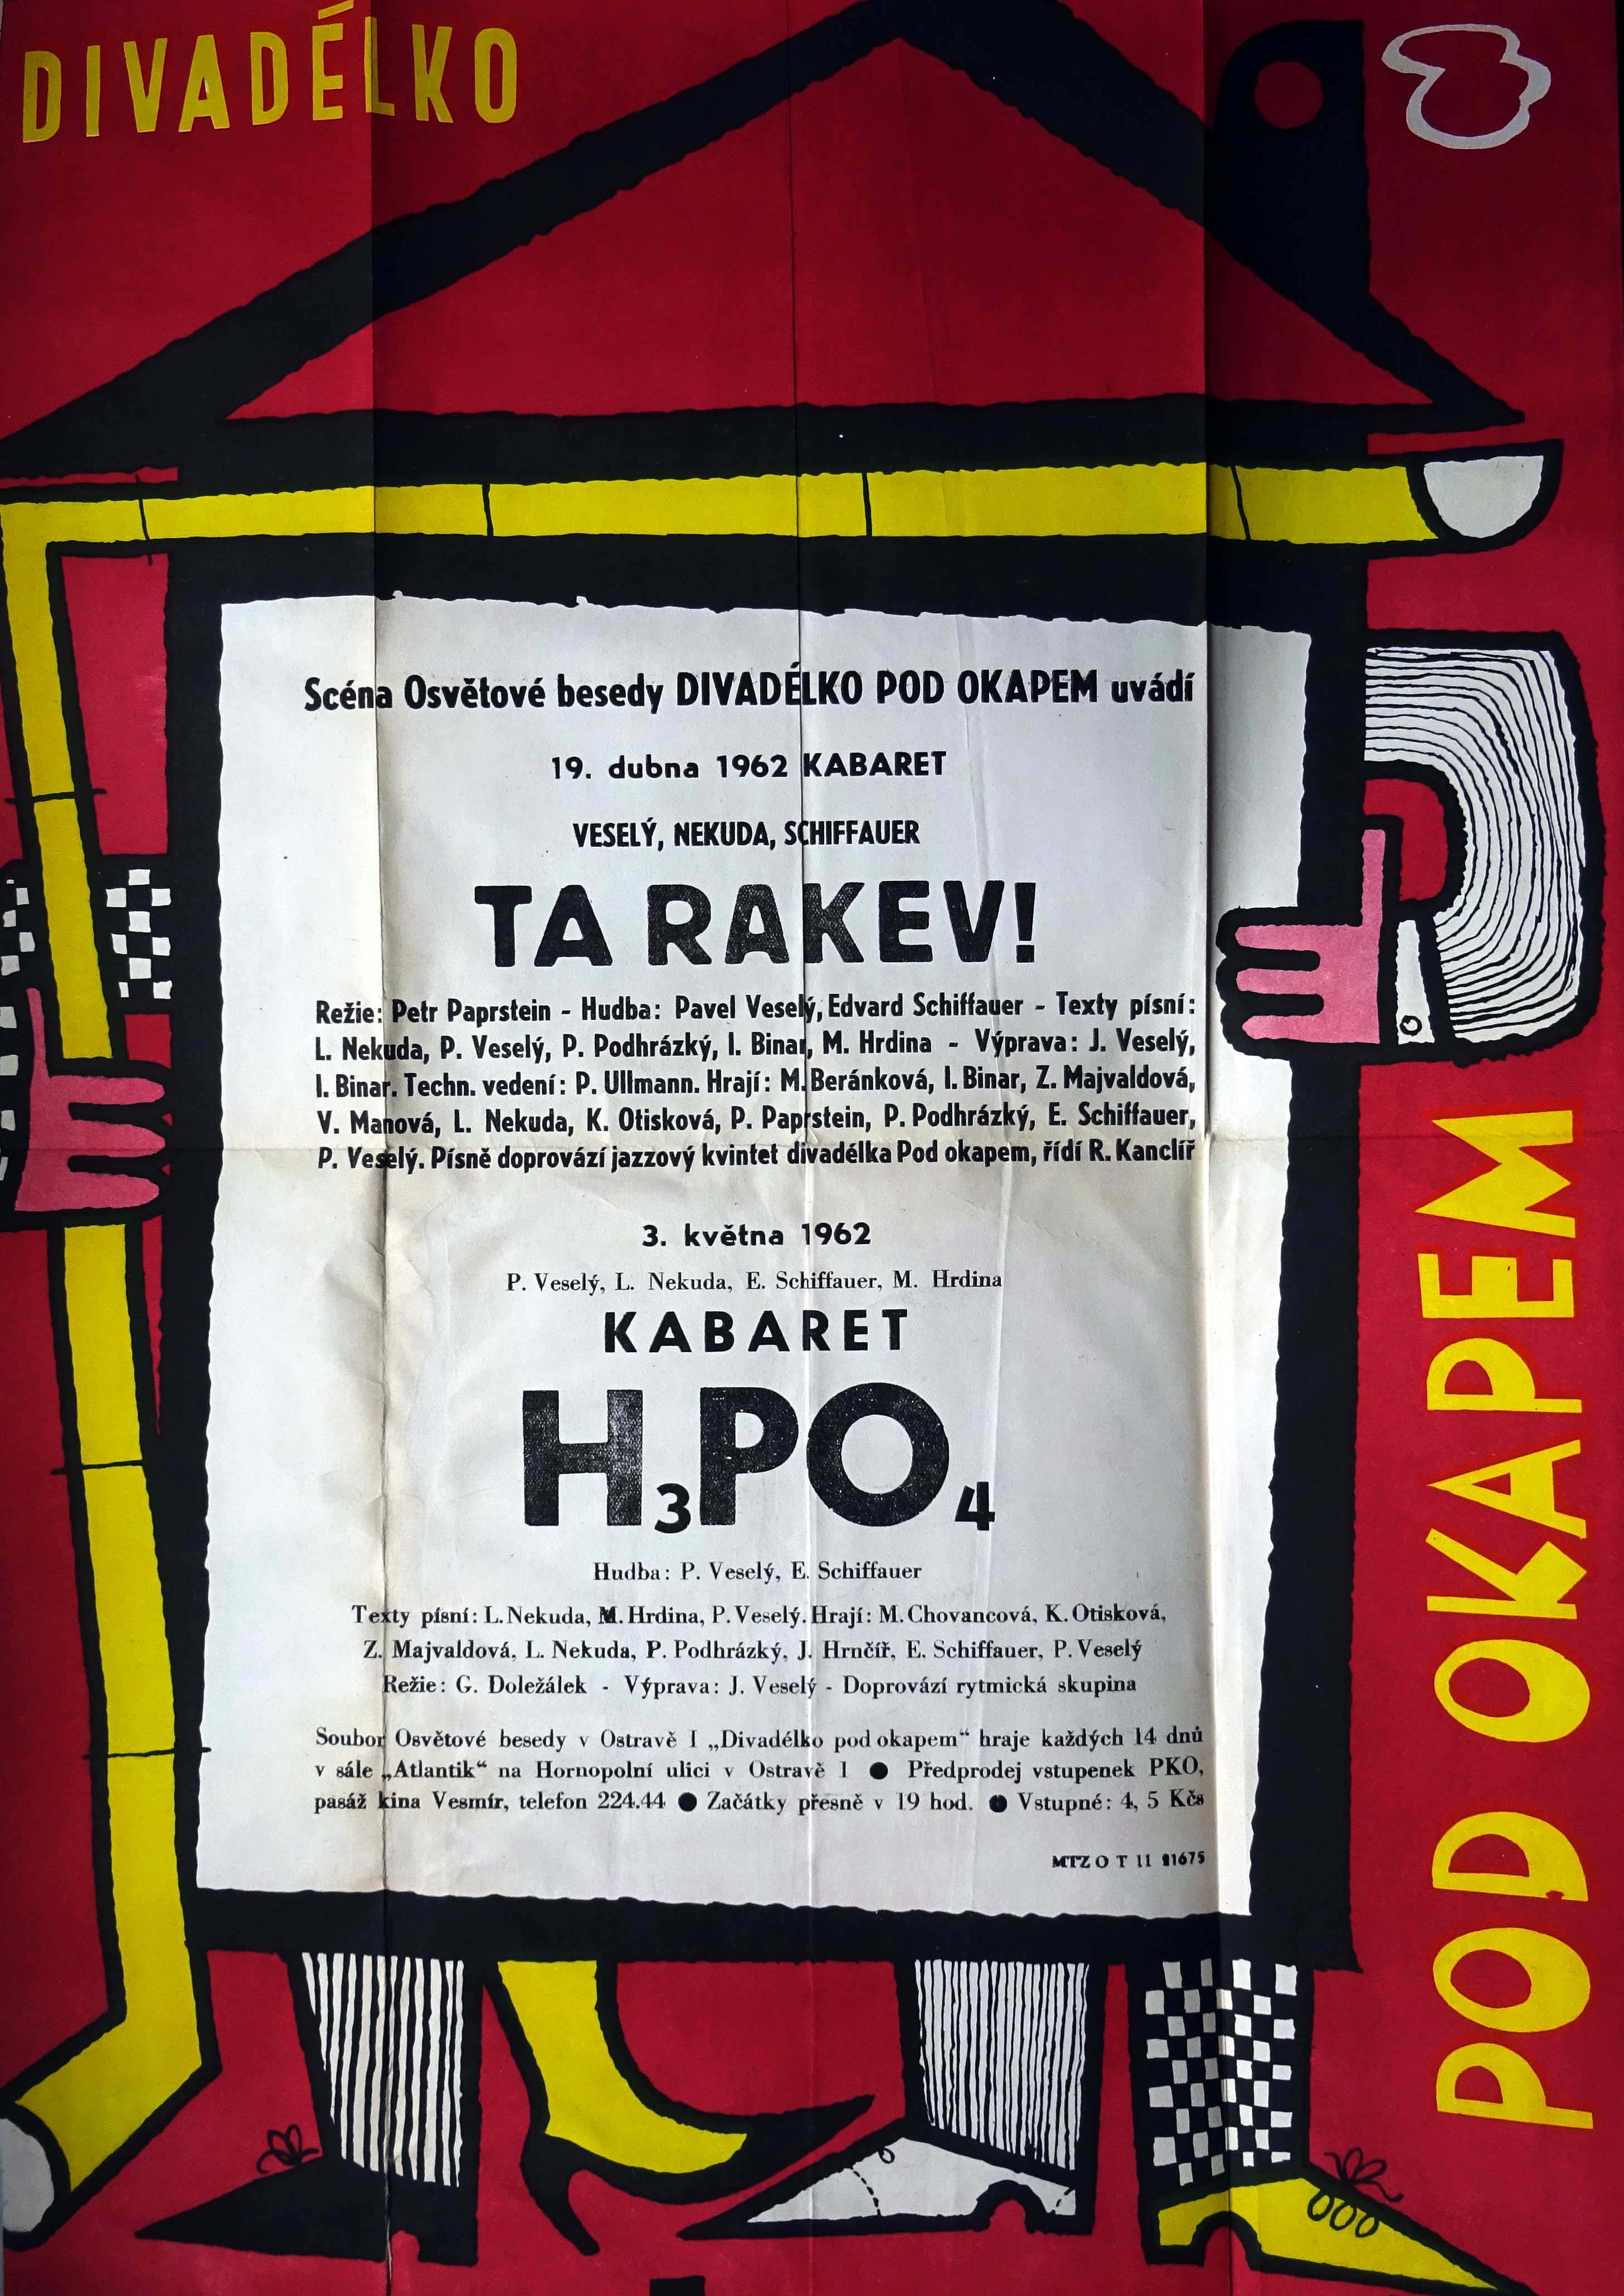 DIVADÉLKO
POD OKAPEM
Scéna Osvětové besedy DIVADÉLKO POD OKAPEM uvádí
19. dubna 1962 KABARET
VESELÝ, NEKUDA, SCHIFFAUER
TA RAKEV!
Režie: Petr Paprstein - Hudba: Pavel Veselý, Edvard Schiffauer - Texty písní:
L. Nekuda, P. Veselý, P. Podhrázký, I. Binar, M. Hrdina - Výprava: J. Veselý,
I. Binar. Techn. vedení: P. Ullmann. Hrají: M. Beránková, I. Binar, Z. Majvaldová,
V. Manová, L. Nekuda, K. Otisková, P. Paprstein, P. Podhrázký, E. Schiffauer,
P. Veselý. Písně doprovází jazzový kvintet divadélka Pod okapem, řídí R. Kanclíř
3. května 1962
P. Veselý, L. Nekuda, E. Schiffauer, M. Hrdina
KABARET
H₃PO₄
Hudba: P. Veselý, E. Schiffauer
Texty písní: L. Nekuda, M. Hrdina, P. Veselý. Hrají: M. Chovancová, K. Otisková,
Z. Majvaldová, L. Nekuda, P. Podhrázký, J. Hrnčíř, E. Schiffauer, P. Veselý
Režie: G. Doležálek - Výprava: J. Veselý - Doprovází rytmická skupina
Soubor Osvětové besedy v Ostravě I „Divadélko pod okapem“ hraje každých 14 dnů
v sále „Atlantik“ na Hornopolní ulici v Ostravě 1 ● Předprodej vstupenek PKO,
pasáž kina Vesmír, telefon 224.44 ● Začátky přesně v 19 hod. ● Vstupné: 4, 5 Kčs
MTZ O T 11